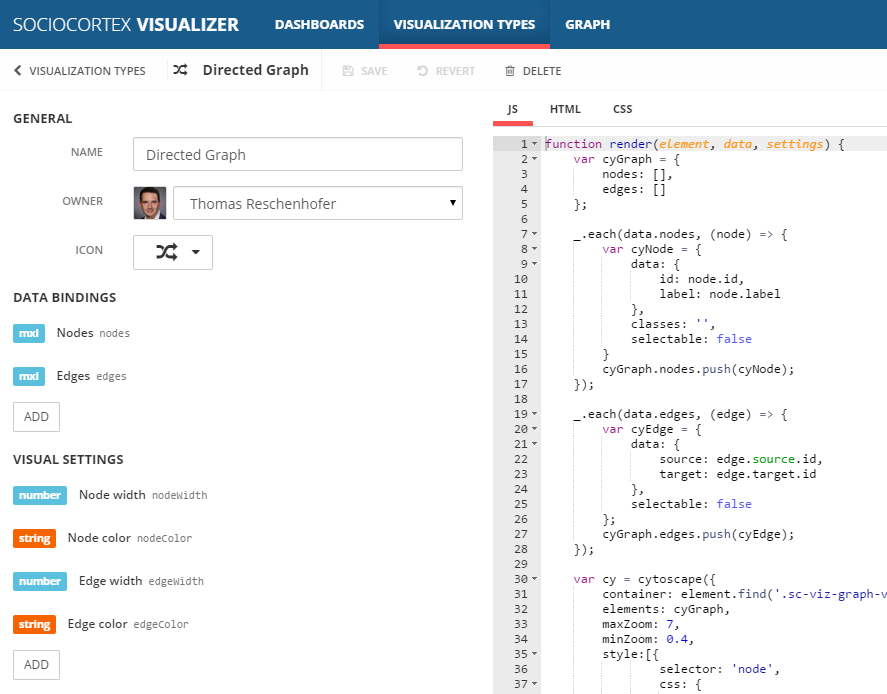 SOCIOCORTEX VISUALIZER DASHBOARDS VISUALIZATION TYPES GRAPH
VISUALIZATION TYPES Directed Graph SAVE REVERT DELETE
GENERAL
NAME Directed Graph
OWNER Thomas Reschenhofer
ICON
DATA BINDINGS
mxl Nodes nodes
mxl Edges edges
ADD
VISUAL SETTINGS
number Node width nodeWidth
string Node color nodeColor
number Edge width edgeWidth
string Edge color edgeColor
ADD
JS HTML CSS
1 function render(element, data, settings) {
2 var cyGraph = {
3 nodes: [],
4 edges: []
5 };
6
7 _.each(data.nodes, (node) => {
8 var cyNode = {
9 data: {
10 id: node.id,
11 label: node.label
12 },
13 classes: '',
14 selectable: false
15 }
16 cyGraph.nodes.push(cyNode);
17 });
18
19 _.each(data.edges, (edge) => {
20 var cyEdge = {
21 data: {
22 source: edge.source.id,
23 target: edge.target.id
24 },
25 selectable: false
26 };
27 cyGraph.edges.push(cyEdge);
28 });
29
30 var cy = cytoscape({
31 container: element.find('.sc-viz-graph-v
32 elements: cyGraph,
33 maxZoom: 7,
34 minZoom: 0.4,
35 style:[{
36 selector: 'node',
37 css: {